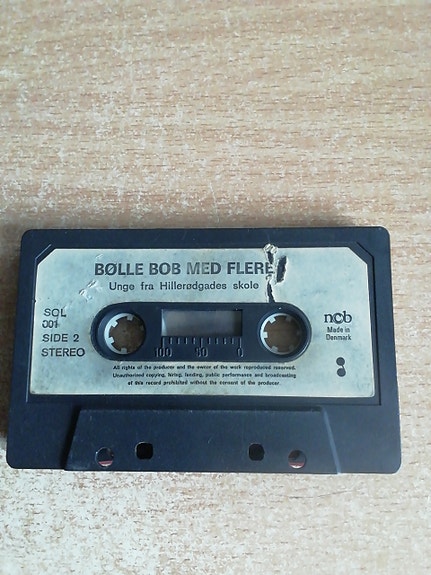 BØLLE BOB MED FLERE
Unge fra Hillerødgades skole
SOL
001
SIDE 2
STEREO
ncb
Made in
Denmark
100 50 0
All rights of the producer and the owner of the work reproduced reserved.
Unauthorised copying, hiring, lending, public performance and broadcasting
of this record prohibited without the consent of the producer.